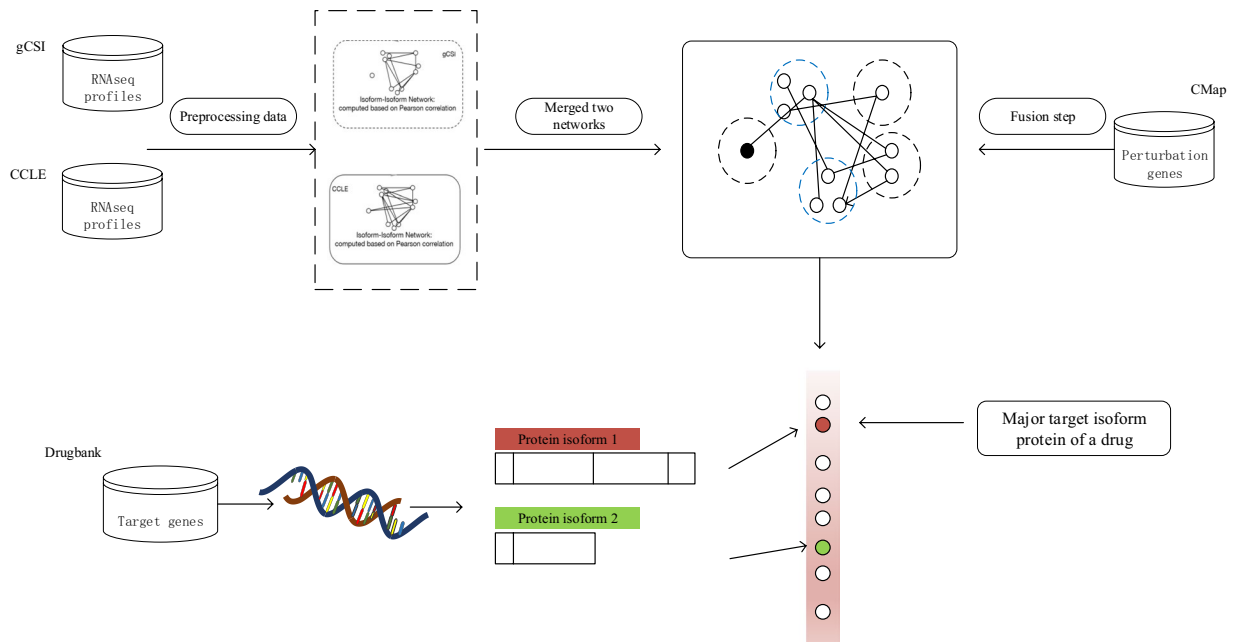 gCSI
RNAseq
profiles
CCLE
RNAseq
profiles
Preprocessing data
gCSI
Isoform-Isoform Network:
computed based on Pearson correlation
CCLE
Isoform-Isoform Network:
computed based on Pearson correlation
Merged two
networks
Fusion step
CMap
Perturbation
genes
Drugbank
Target genes
Protein isoform 1
Protein isoform 2
Major target isoform
protein of a drug